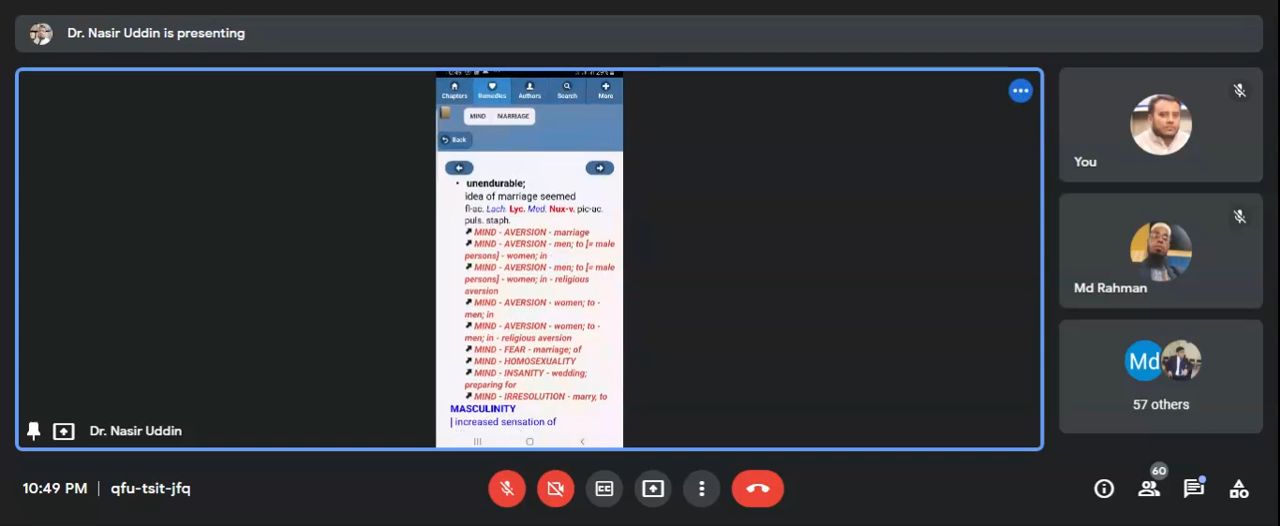 Dr. Nasir Uddin is presenting
Chapters Remedies Authors Search More
MIND MARRIAGE
Back
unendurable;
idea of marriage seemed
fl-ac. Lach. Lyc. Med. Nux-v. pic-ac.
puls. staph.
MIND - AVERSION - marriage
MIND - AVERSION - men; to [= male
persons] - women; in
MIND - AVERSION - men; to [= male
persons] - women; in - religious
aversion
MIND - AVERSION - women; to -
men; in
MIND - AVERSION - women; to -
men; in - religious aversion
MIND - FEAR - marriage; of
MIND - HOMOSEXUALITY
MIND - INSANITY - wedding;
preparing for
MIND - IRRESOLUTION - marry, to
MASCULINITY
increased sensation of
Dr. Nasir Uddin
You
Md Rahman
Md
57 others
10:49 PM | qfu-tsit-jfq
CC
60